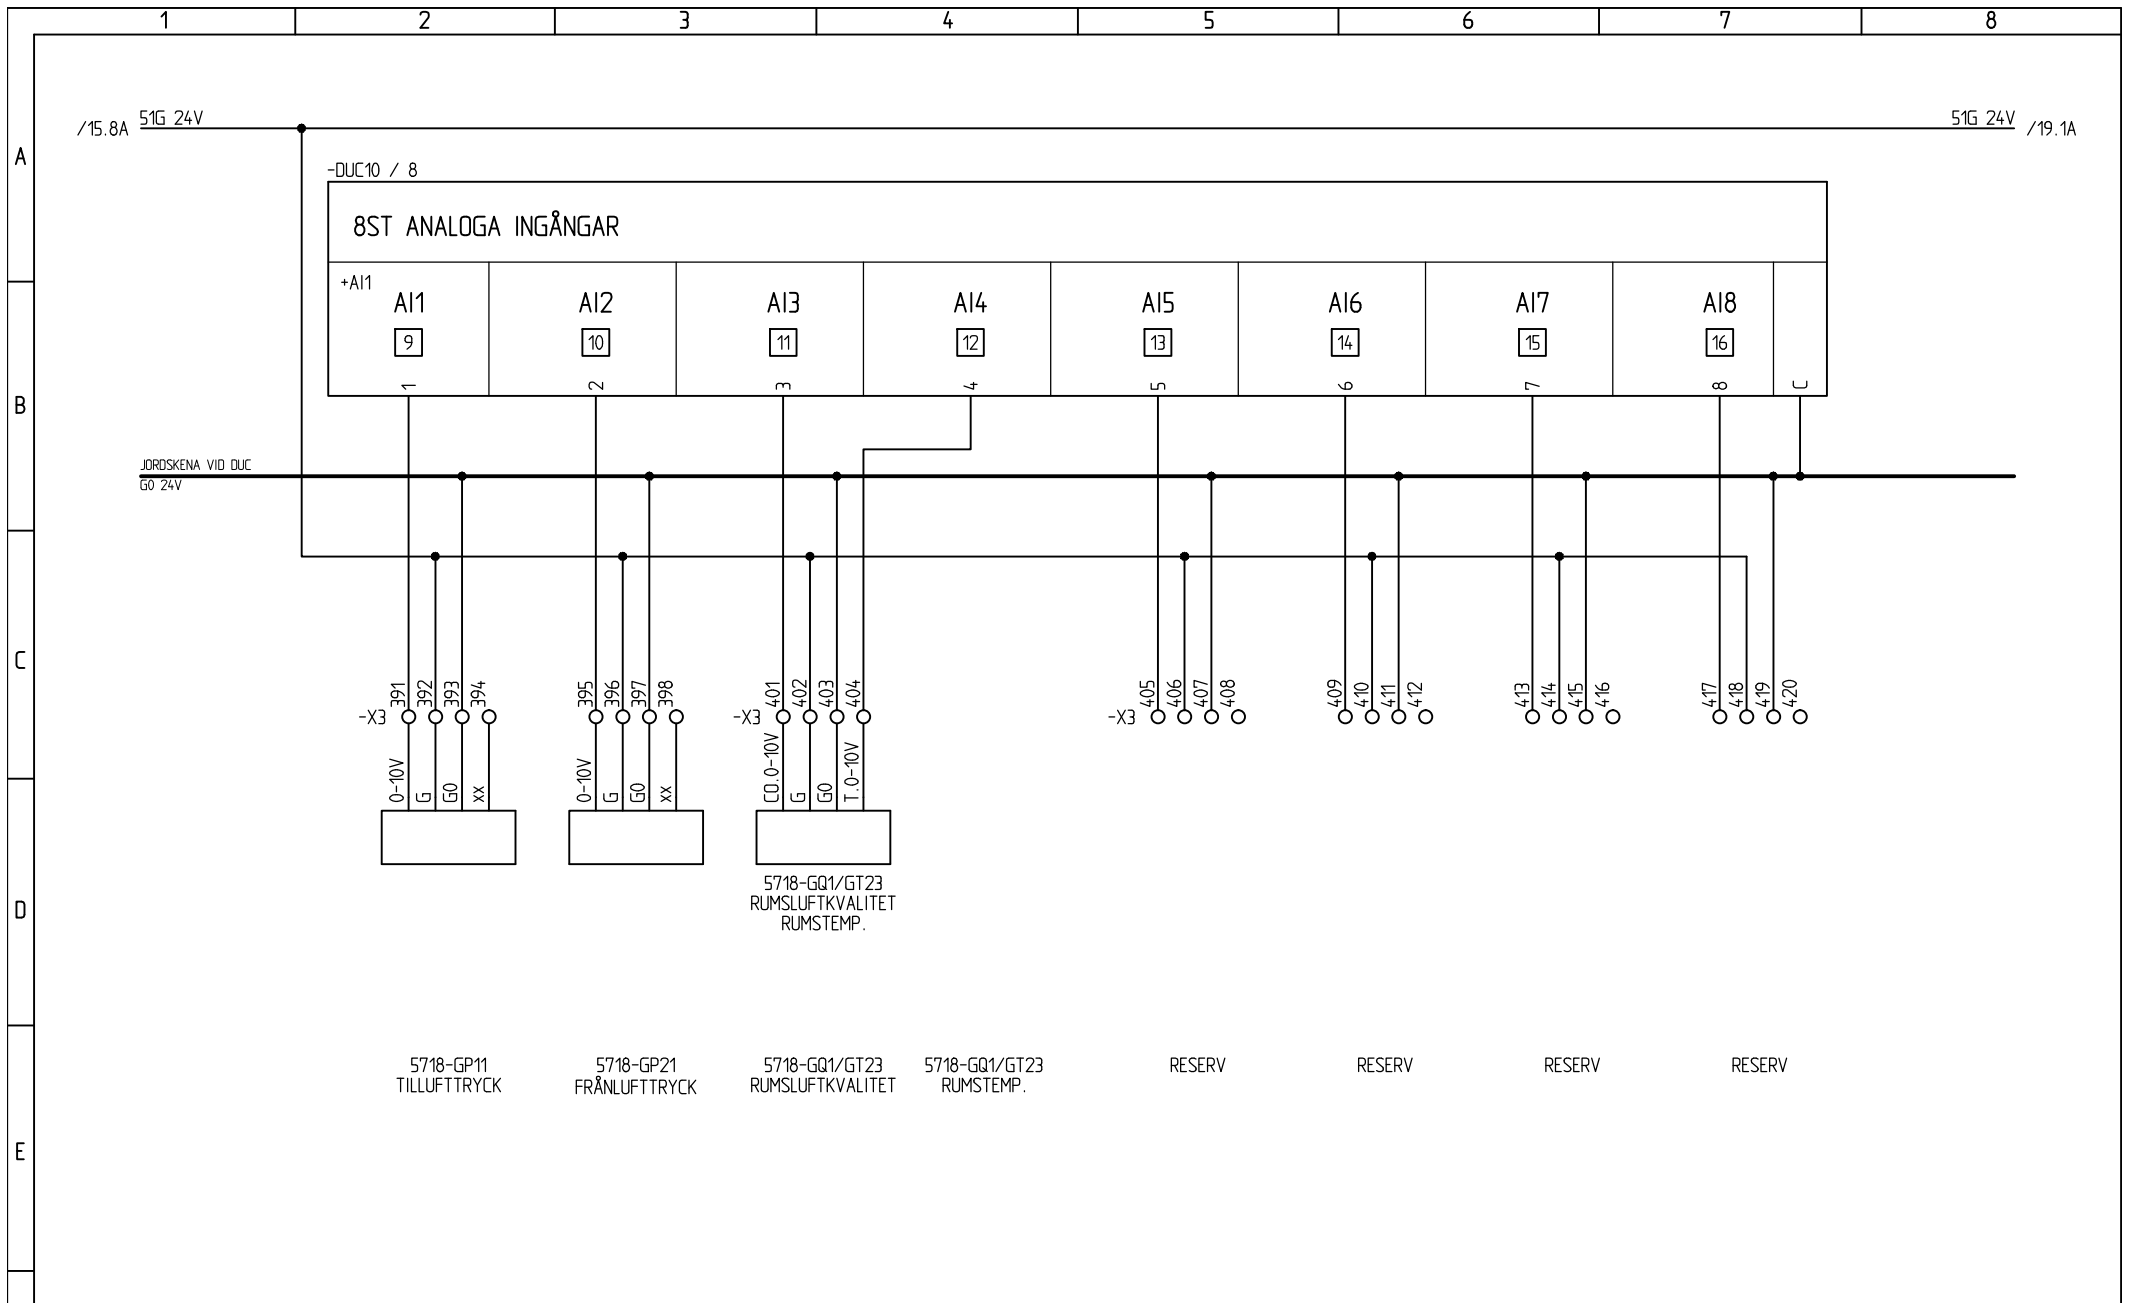 1 2 3 4 5 6 7 8
A
51G 24V
/15.8A
51G 24V
/19.1A
-DUC10 / 8
8ST ANALOGA INGÅNGAR
+AI1
AI1 AI2 AI3 AI4 AI5 AI6 AI7 AI8
9 10 11 12 13 14 15 16
1 2 3 4 5 6 7 8 C
B
JORDSKENA VID DUC
G0 24V
C
391 392 393 394 395 396 397 398 401 402 403 404 405 406 407 408 409 410 411 412 413 414 415 416 417 418 419 420
-X3 -X3 -X3
0-10V G G0 xx 0-10V G G0 xx CO.0-10V G G0 T.0-10V
D
5718-GQ1/GT23
RUMSLUFTKVALITET
RUMSTEMP.
5718-GP11 5718-GP21 5718-GQ1/GT23 5718-GQ1/GT23 RESERV RESERV RESERV RESERV
TILLUFTTRYCK FRÅNLUFTTRYCK RUMSLUFTKVALITET RUMSTEMP.
E